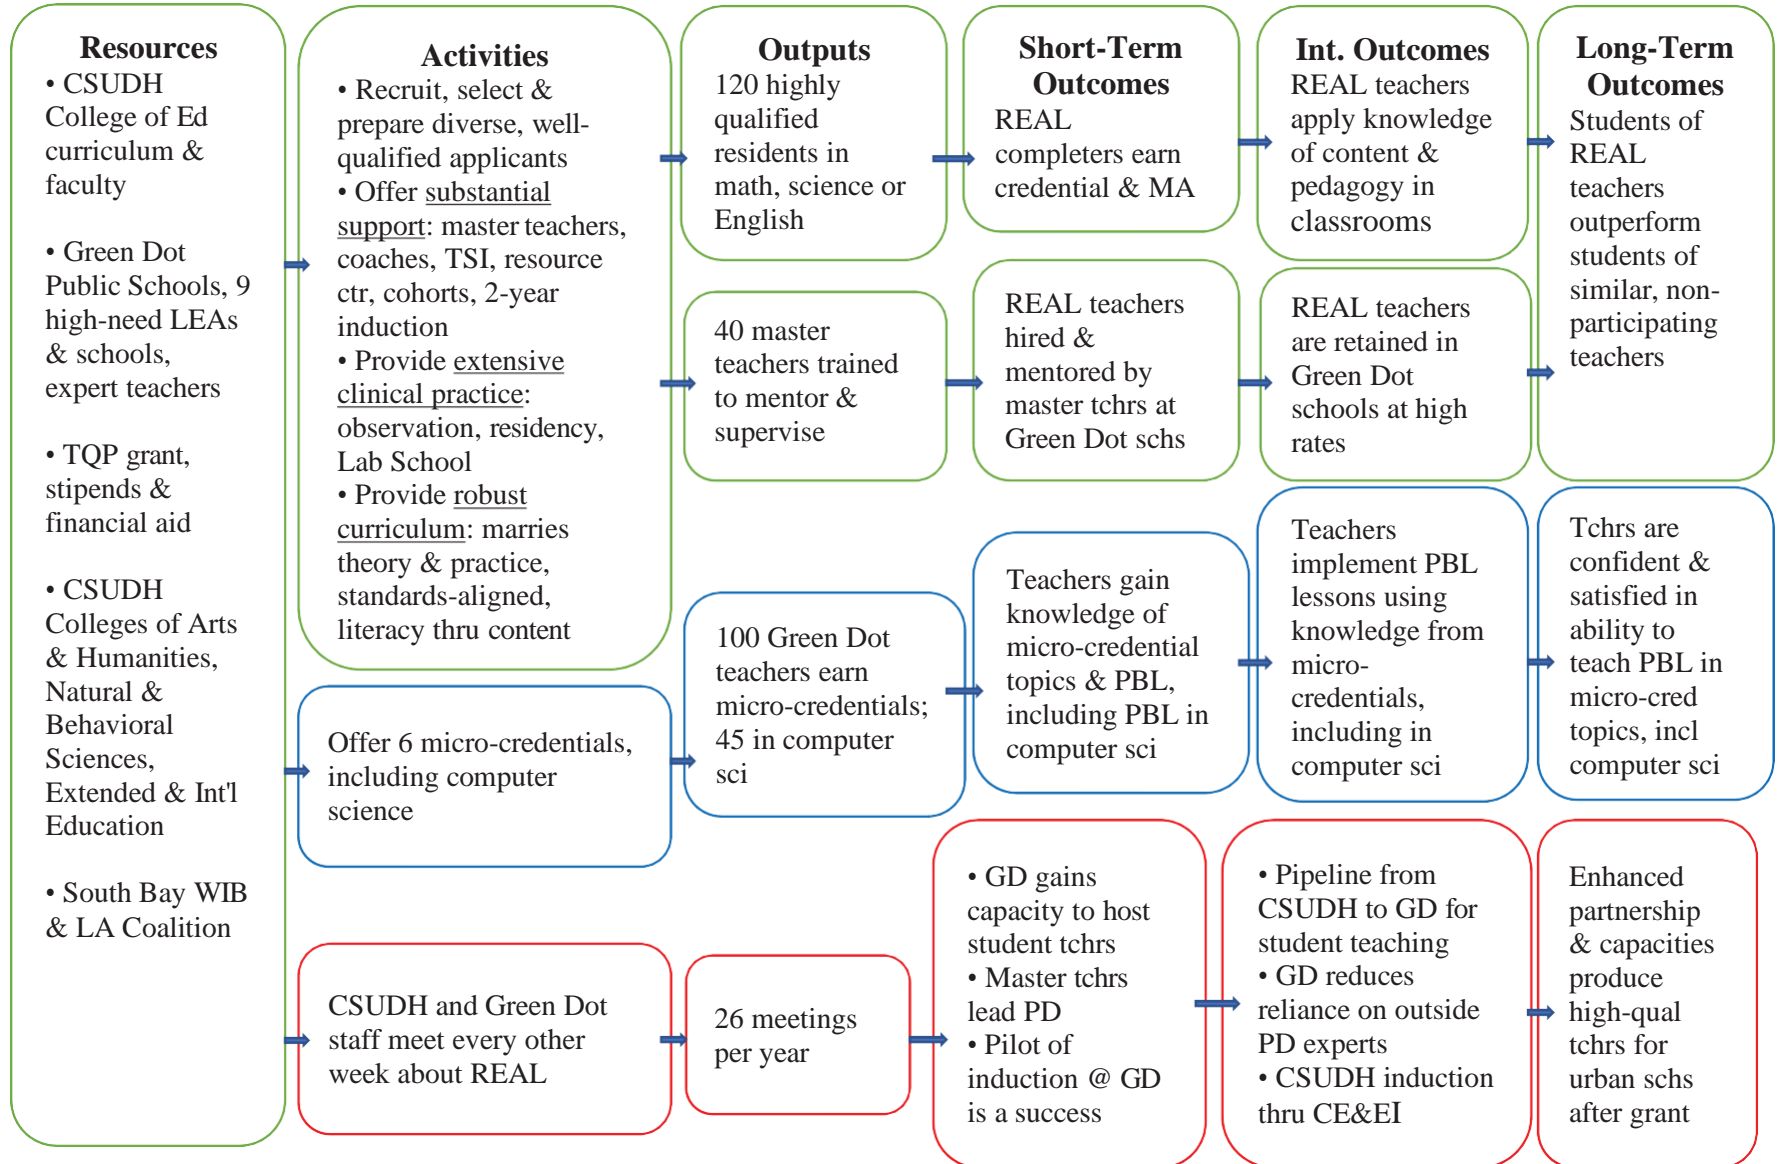 Resources
• CSUDH
College of Ed
curriculum &
faculty
• Green Dot
Public Schools, 9
high-need LEAs
& schools,
expert teachers
• TQP grant,
stipends &
financial aid
• CSUDH
Colleges of Arts
& Humanities,
Natural &
Behavioral
Sciences,
Extended & Int'l
Education
• South Bay WIB
& LA Coalition
Activities
• Recruit, select &
prepare diverse, well-
qualified applicants
• Offer substantial
support: master teachers,
coaches, TSI, resource
ctr, cohorts, 2-year
induction
• Provide extensive
clinical practice:
observation, residency,
Lab School
• Provide robust
curriculum: marries
theory & practice,
standards-aligned,
literacy thru content
Offer 6 micro-credentials,
including computer
science
CSUDH and Green Dot
staff meet every other
week about REAL
Outputs
120 highly
qualified
residents in
math, science or
English
40 master
teachers trained
to mentor &
supervise
100 Green Dot
teachers earn
micro-credentials;
45 in computer
sci
26 meetings
per year
Short-Term
Outcomes
REAL
completers earn
credential & MA
REAL teachers
hired &
mentored by
master tchrs at
Green Dot schs
Teachers gain
knowledge of
micro-credential
topics & PBL,
including PBL in
computer sci
• GD gains
capacity to host
student tchrs
• Master tchrs
lead PD
• Pilot of
induction @ GD
is a success
Int. Outcomes
REAL teachers
apply knowledge
of content &
pedagogy in
classrooms
REAL teachers
are retained in
Green Dot
schools at high
rates
Teachers
implement PBL
lessons using
knowledge from
micro-
credentials,
including in
computer sci
• Pipeline from
CSUDH to GD for
student teaching
• GD reduces
reliance on outside
PD experts
• CSUDH induction
thru CE&EI
Long-Term
Outcomes
Students of
REAL
teachers
outperform
students of
similar, non-
participating
teachers
Tchrs are
confident &
satisfied in
ability to
teach PBL in
micro-cred
topics, incl
computer sci
Enhanced
partnership
& capacities
produce
high-qual
tchrs for
urban schs
after grant